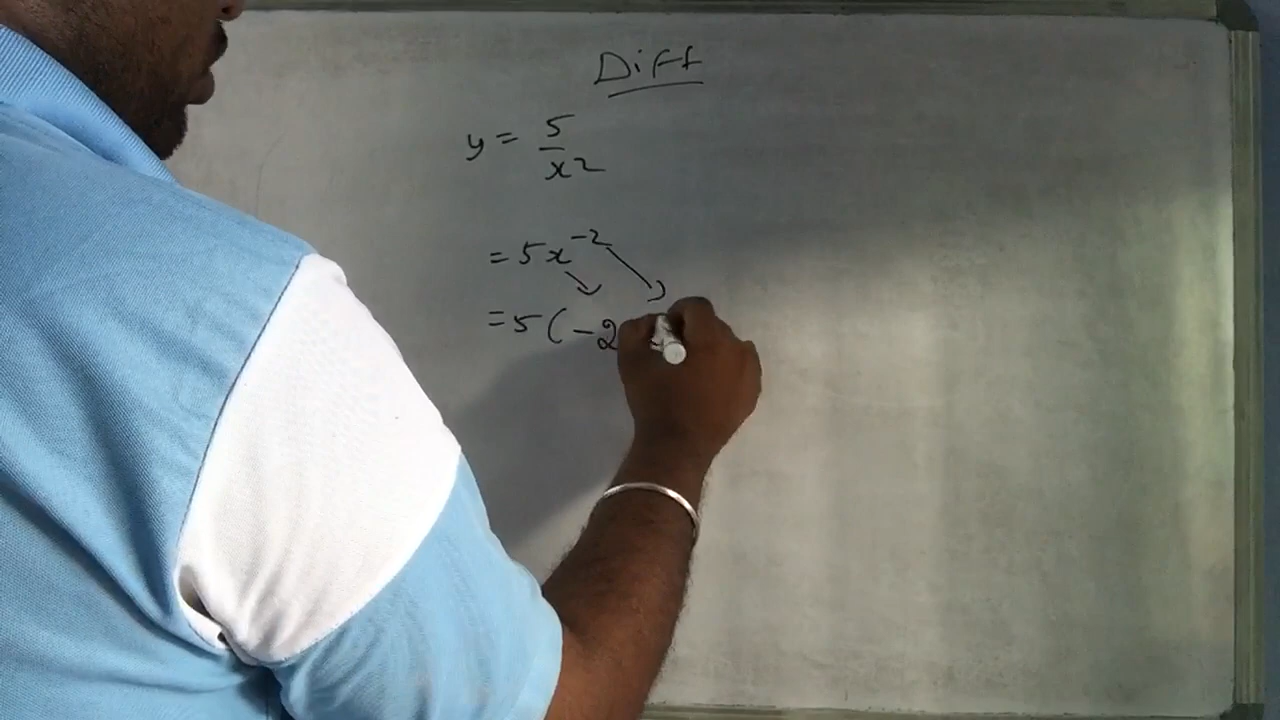 Diff
y = 5/x2
= 5x⁻²
= 5(-2